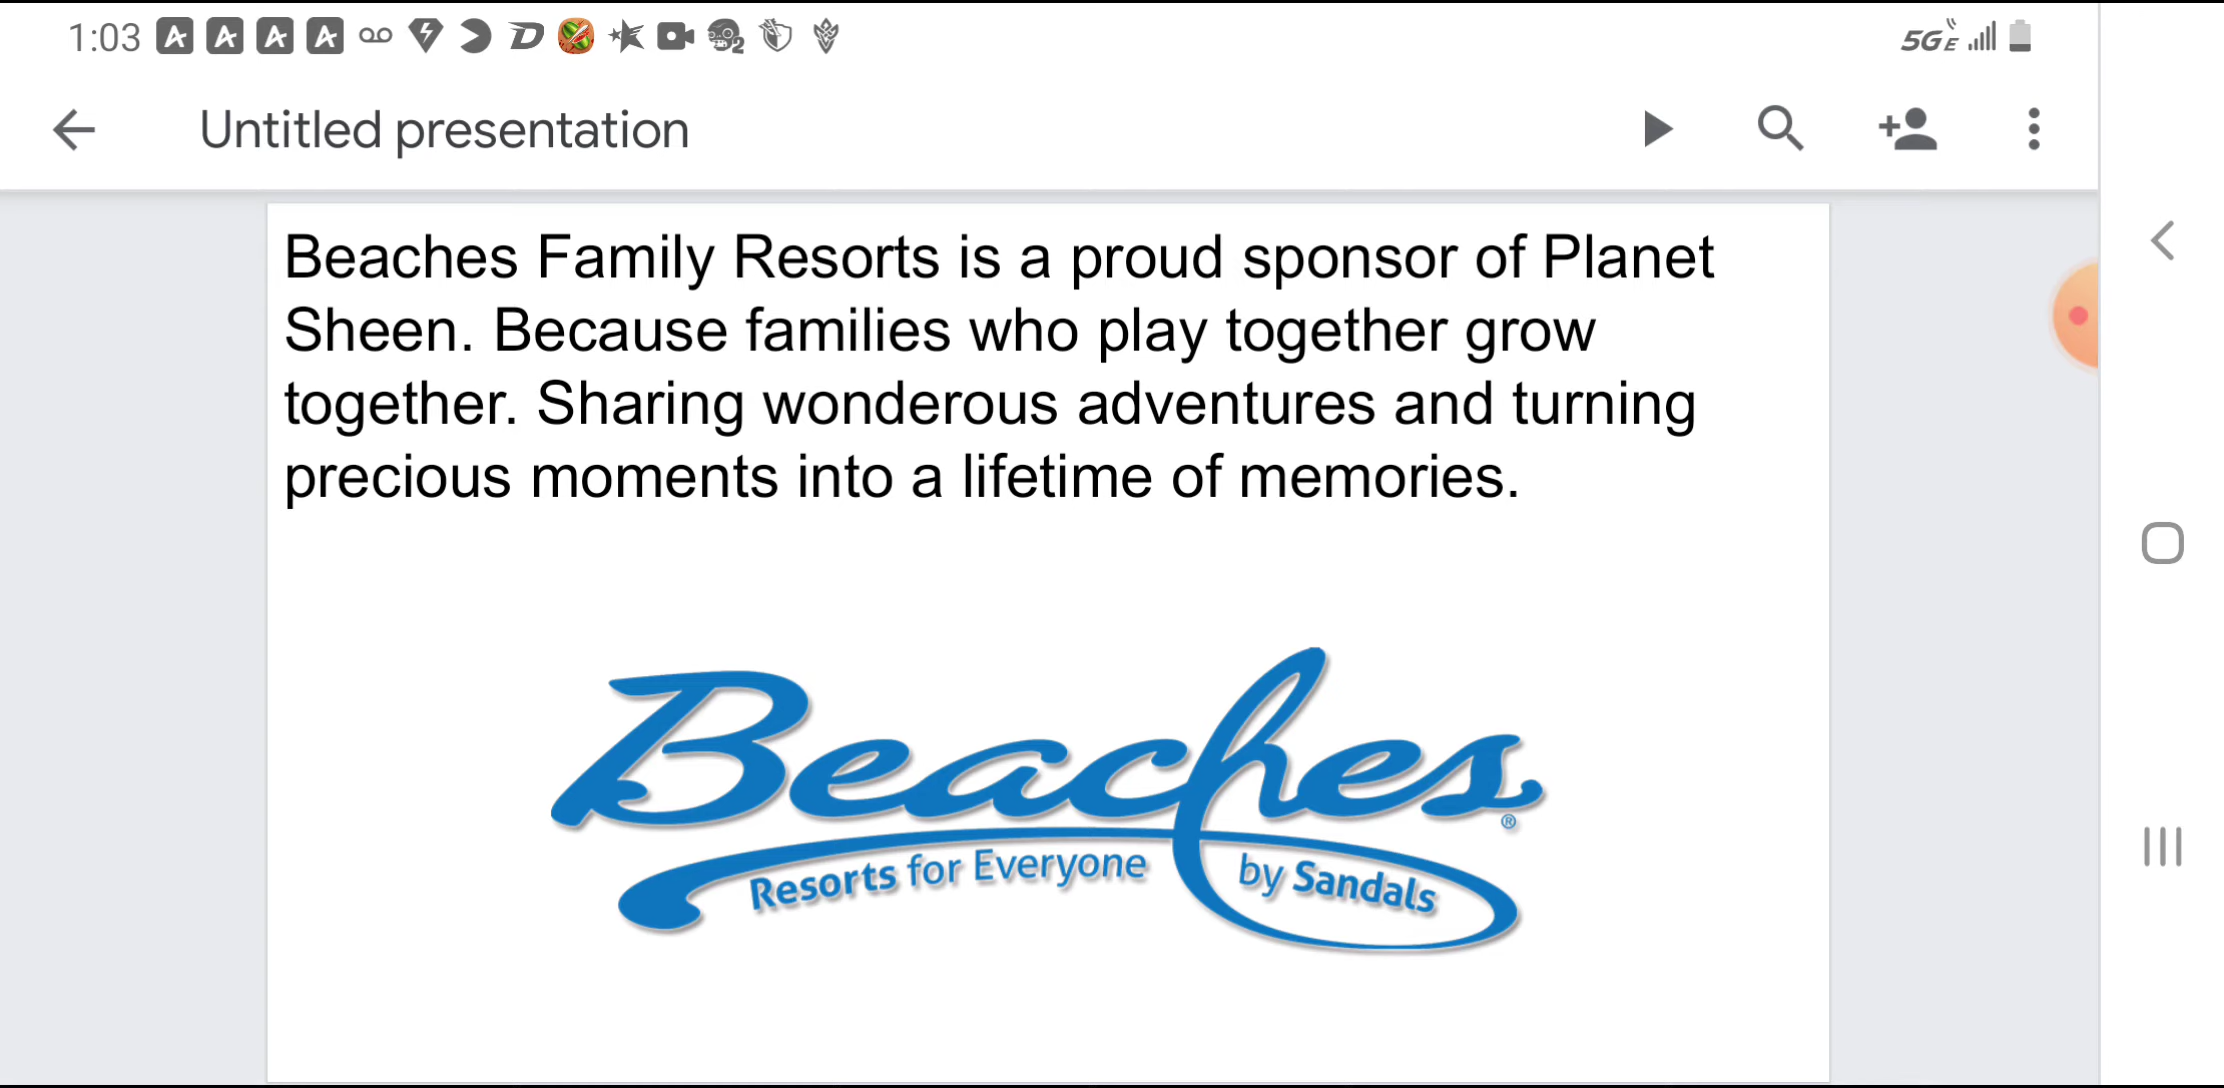 1:03
5GE
Untitled presentation
Beaches Family Resorts is a proud sponsor of Planet
Sheen. Because families who play together grow
together. Sharing wonderous adventures and turning
precious moments into a lifetime of memories.
Beaches®
Resorts for Everyone by Sandals